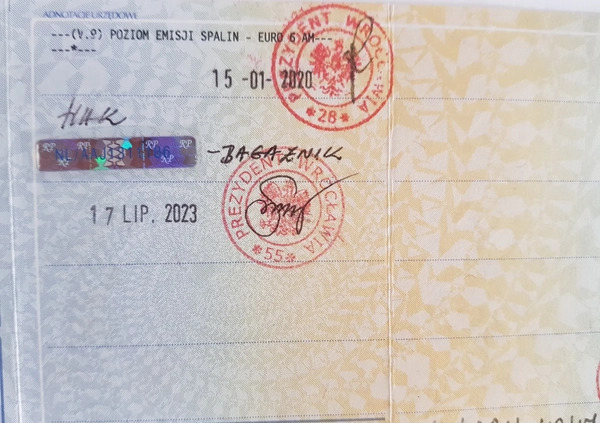 ADNOTACJE URZĘDOWE
---(V.9) POZIOM EMISJI SPALIN - EURO 6 AM---
---*---
PREZYDENT WROCŁAWIA *28*
15 -01- 2020
HAK
-BAGAŻNIK
PREZYDENT WROCŁAWIA *55*
17 LIP. 2023